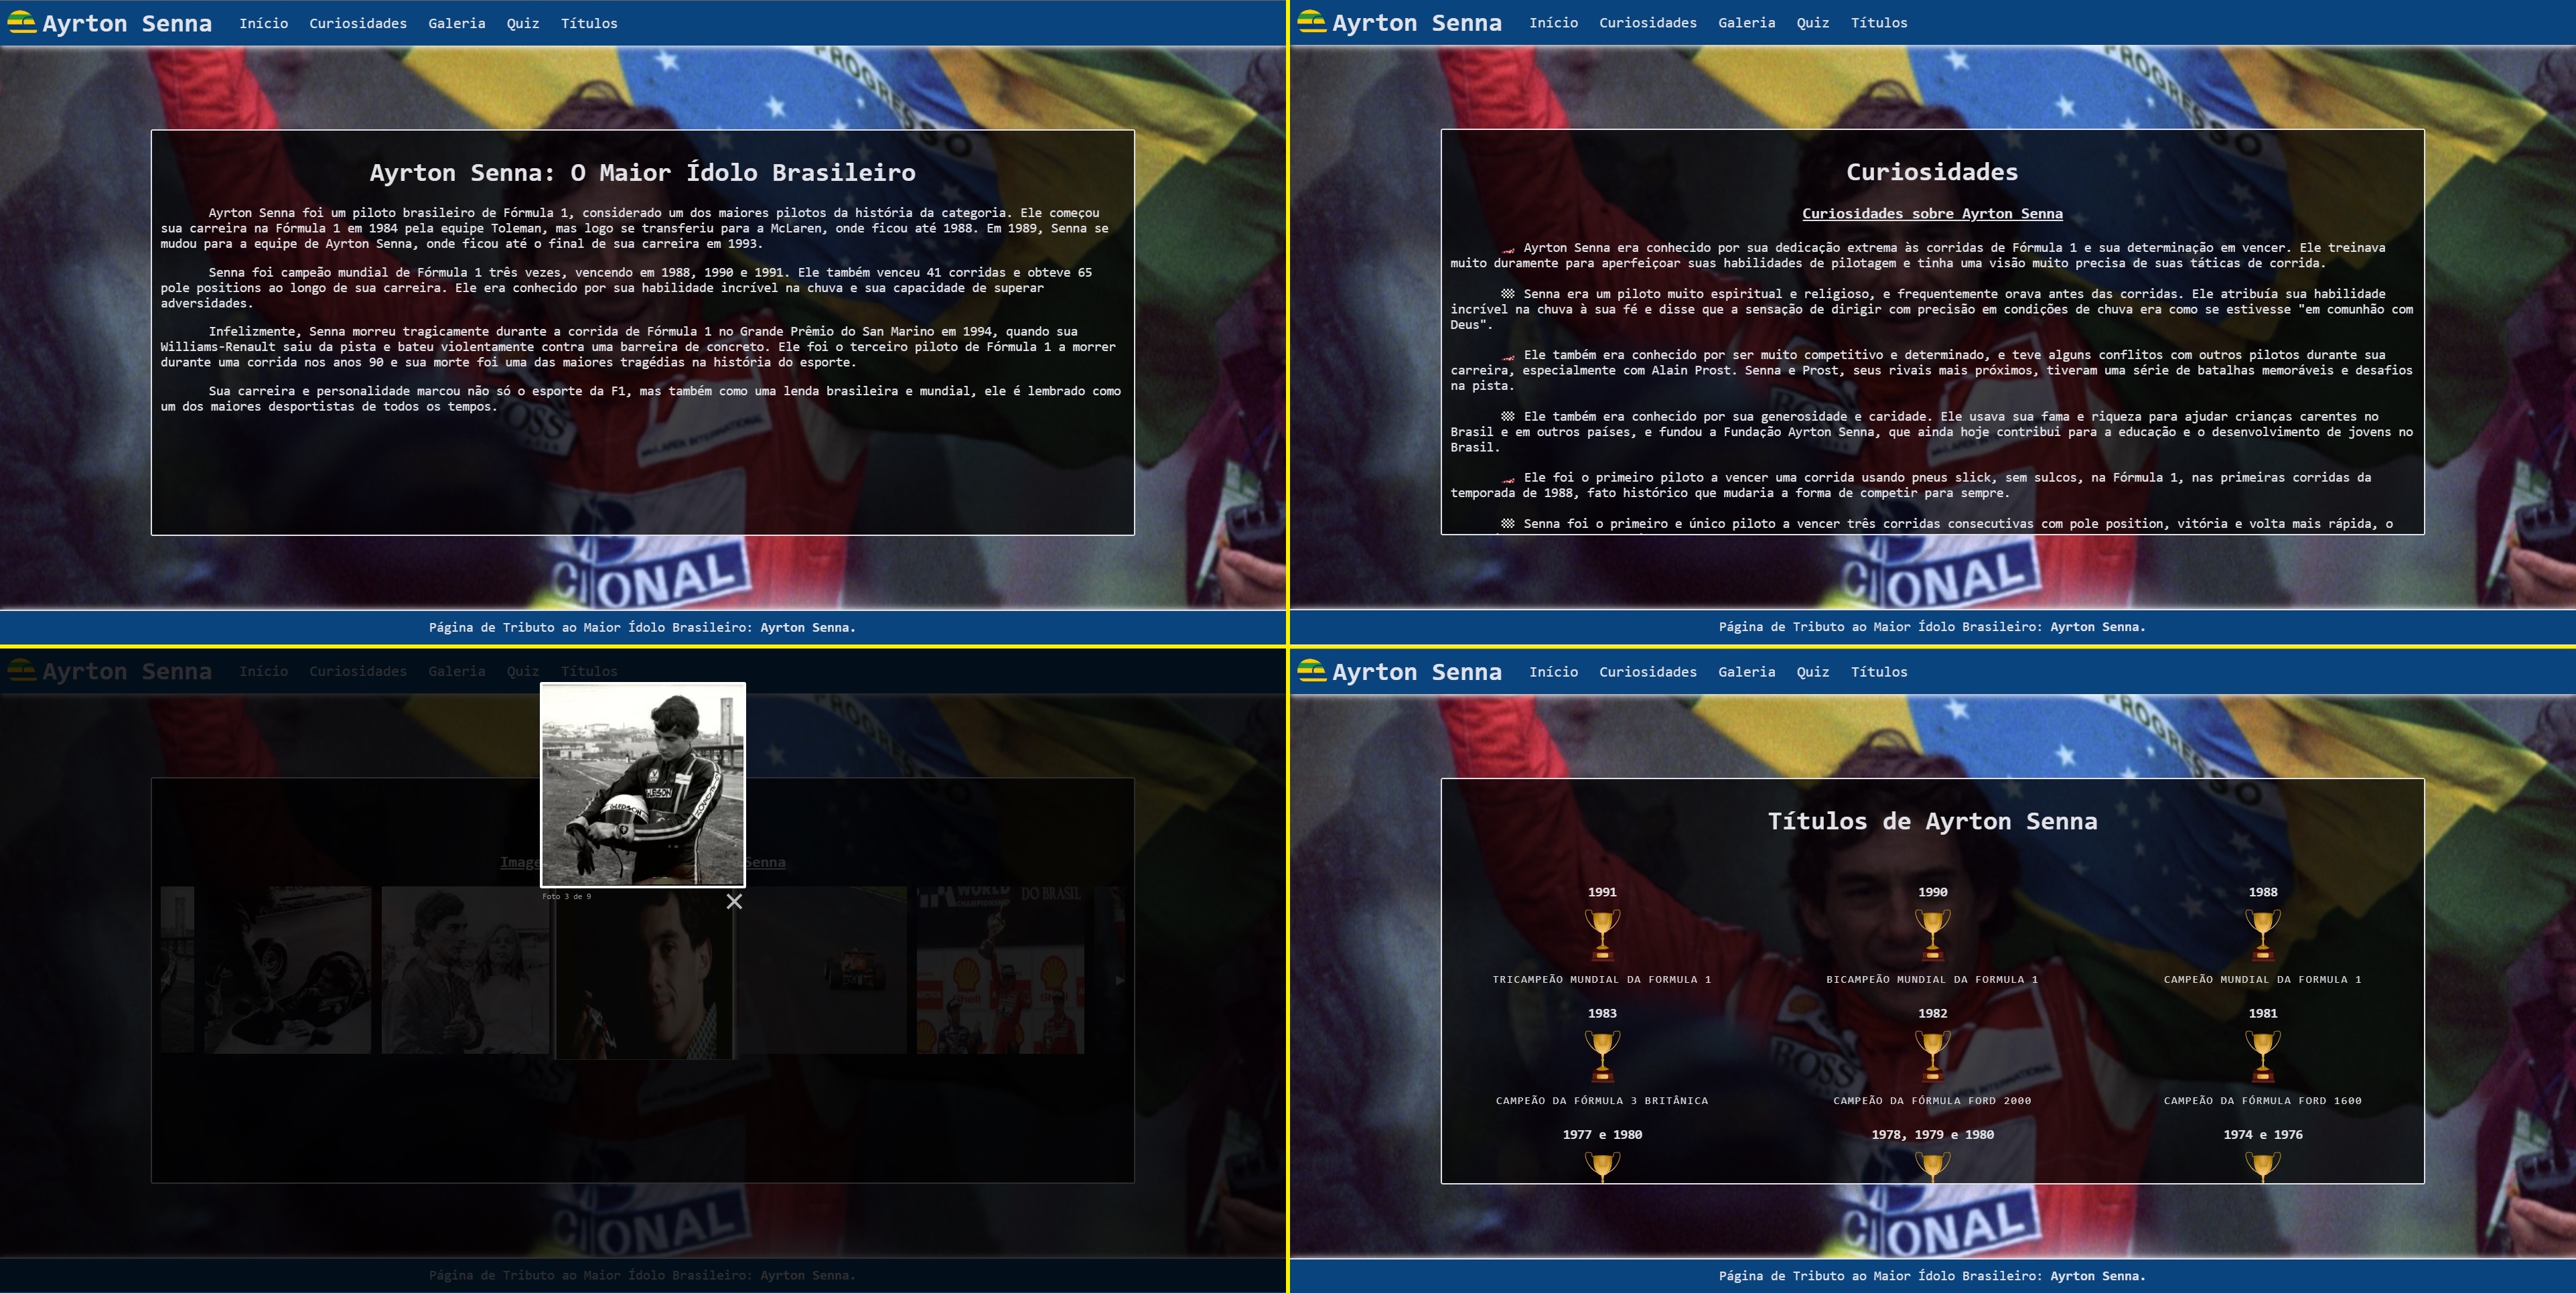 Ayrton Senna Início Curiosidades Galeria Quiz Títulos
PROGRESSO
Ayrton Senna: O Maior Ídolo Brasileiro
Ayrton Senna foi um piloto brasileiro de Fórmula 1, considerado um dos maiores pilotos da história da categoria. Ele começou
sua carreira na Fórmula 1 em 1984 pela equipe Toleman, mas logo se transferiu para a McLaren, onde ficou até 1988. Em 1989, Senna se
mudou para a equipe de Ayrton Senna, onde ficou até o final de sua carreira em 1993.
Senna foi campeão mundial de Fórmula 1 três vezes, vencendo em 1988, 1990 e 1991. Ele também venceu 41 corridas e obteve 65
pole positions ao longo de sua carreira. Ele era conhecido por sua habilidade incrível na chuva e sua capacidade de superar
adversidades.
Infelizmente, Senna morreu tragicamente durante a corrida de Fórmula 1 no Grande Prêmio do San Marino em 1994, quando sua
Williams-Renault saiu da pista e bateu violentamente contra uma barreira de concreto. Ele foi o terceiro piloto de Fórmula 1 a morrer
durante uma corrida nos anos 90 e sua morte foi uma das maiores tragédias na história do esporte.
Sua carreira e personalidade marcou não só o esporte da F1, mas também como uma lenda brasileira e mundial, ele é lembrado como
um dos maiores desportistas de todos os tempos.
BOSS
McLAREN INTERNATIONAL
CIONAL
Página de Tributo ao Maior Ídolo Brasileiro: Ayrton Senna.
Ayrton Senna Início Curiosidades Galeria Quiz Títulos
PROGRESSO
Curiosidades
Curiosidades sobre Ayrton Senna
Ayrton Senna era conhecido por sua dedicação extrema às corridas de Fórmula 1 e sua determinação em vencer. Ele treinava
muito duramente para aperfeiçoar suas habilidades de pilotagem e tinha uma visão muito precisa de suas táticas de corrida.
Senna era um piloto muito espiritual e religioso, e frequentemente orava antes das corridas. Ele atribuía sua habilidade
incrível na chuva à sua fé e disse que a sensação de dirigir com precisão em condições de chuva era como se estivesse "em comunhão com
Deus".
Ele também era conhecido por ser muito competitivo e determinado, e teve alguns conflitos com outros pilotos durante sua
carreira, especialmente com Alain Prost. Senna e Prost, seus rivais mais próximos, tiveram uma série de batalhas memoráveis e desafios
na pista.
Ele também era conhecido por sua generosidade e caridade. Ele usava sua fama e riqueza para ajudar crianças carentes no
Brasil e em outros países, e fundou a Fundação Ayrton Senna, que ainda hoje contribui para a educação e o desenvolvimento de jovens no
Brasil.
Ele foi o primeiro piloto a vencer uma corrida usando pneus slick, sem sulcos, na Fórmula 1, nas primeiras corridas da
temporada de 1988, fato histórico que mudaria a forma de competir para sempre.
Senna foi o primeiro e único piloto a vencer três corridas consecutivas com pole position, vitória e volta mais rápida, o
CIONAL
Página de Tributo ao Maior Ídolo Brasileiro: Ayrton Senna.
Ayrton Senna Início Curiosidades Galeria Quiz Títulos
PROGRESSO
Image
Senna
Foto 3 de 9
WORLD
CHAMPIONSHIP
DO BRASIL
Shell
BOSS
CIONAL
Página de Tributo ao Maior Ídolo Brasileiro: Ayrton Senna.
Ayrton Senna Início Curiosidades Galeria Quiz Títulos
PROGRESSO
Títulos de Ayrton Senna
1991 1990 1988
TRICAMPEÃO MUNDIAL DA FORMULA 1 BICAMPEÃO MUNDIAL DA FORMULA 1 CAMPEÃO MUNDIAL DA FORMULA 1
1983 1982 1981
CAMPEÃO DA FÓRMULA 3 BRITÂNICA CAMPEÃO DA FÓRMULA FORD 2000 CAMPEÃO DA FÓRMULA FORD 1600
1977 e 1980 1978, 1979 e 1980 1974 e 1976
BOSS
McLAREN INTERNATIONAL
CIONAL
Página de Tributo ao Maior Ídolo Brasileiro: Ayrton Senna.